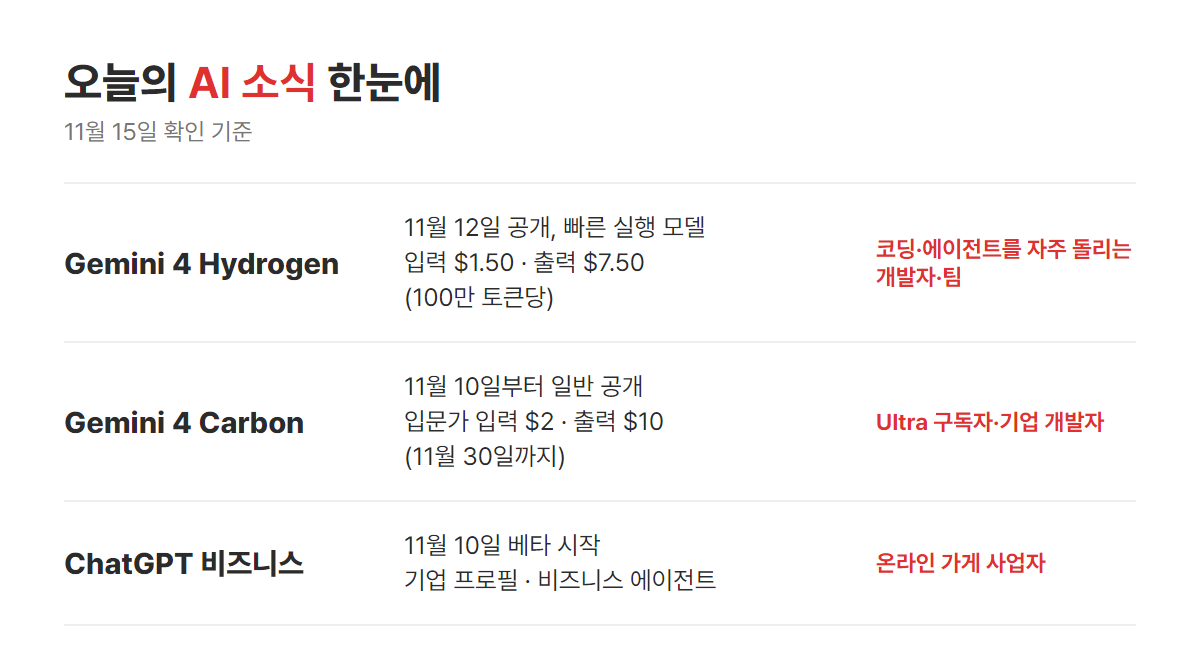 오늘의 AI 소식 한눈에
11월 15일 확인 기준
Gemini 4 Hydrogen
11월 12일 공개, 빠른 실행 모델
입력 $1.50 · 출력 $7.50
(100만 토큰당)
코딩·에이전트를 자주 돌리는
개발자·팀
Gemini 4 Carbon
11월 10일부터 일반 공개
입문가 입력 $2 · 출력 $10
(11월 30일까지)
Ultra 구독자·기업 개발자
ChatGPT 비즈니스
11월 10일 베타 시작
기업 프로필 · 비즈니스 에이전트
온라인 가게 사업자